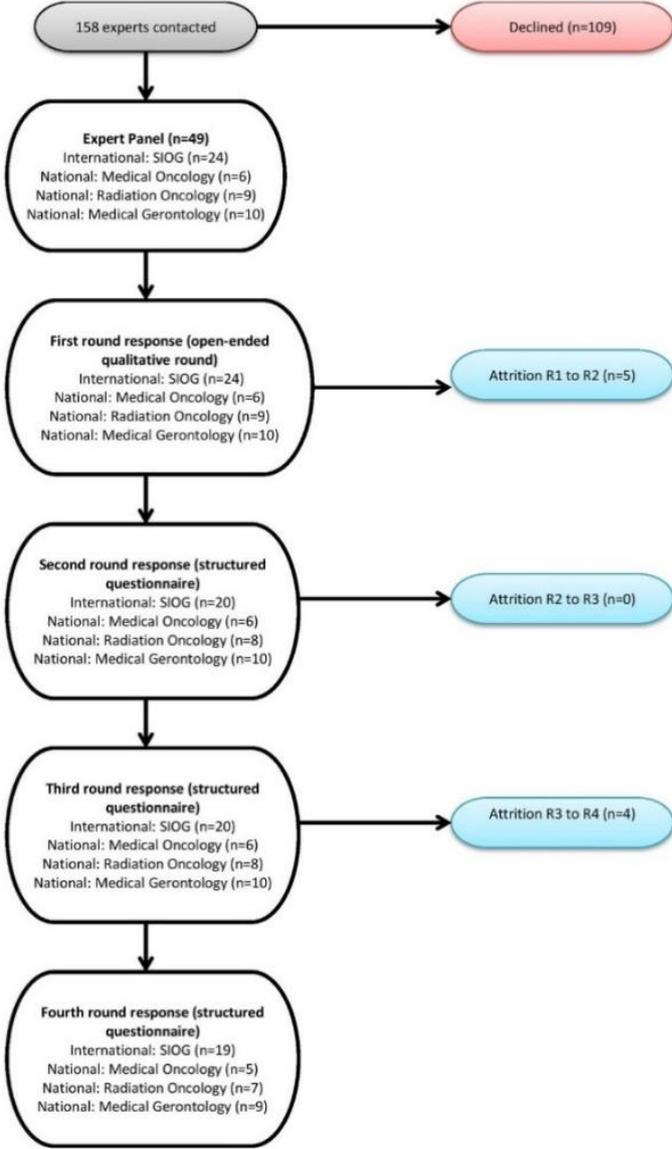 158 experts contacted
Declined (n=109)
Expert Panel (n=49)
International: SIOG (n=24)
National: Medical Oncology (n=6)
National: Radiation Oncology (n=9)
National: Medical Gerontology (n=10)
First round response (open-ended
qualitative round)
International: SIOG (n=24)
National: Medical Oncology (n=6)
National: Radiation Oncology (n=9)
National: Medical Gerontology (n=10)
Attrition R1 to R2 (n=5)
Second round response (structured
questionnaire)
International: SIOG (n=20)
National: Medical Oncology (n=6)
National: Radiation Oncology (n=8)
National: Medical Gerontology (n=10)
Attrition R2 to R3 (n=0)
Third round response (structured
questionnaire)
International: SIOG (n=20)
National: Medical Oncology (n=6)
National: Radiation Oncology (n=8)
National: Medical Gerontology (n=10)
Attrition R3 to R4 (n=4)
Fourth round response (structured
questionnaire)
International: SIOG (n=19)
National: Medical Oncology (n=5)
National: Radiation Oncology (n=7)
National: Medical Gerontology (n=9)